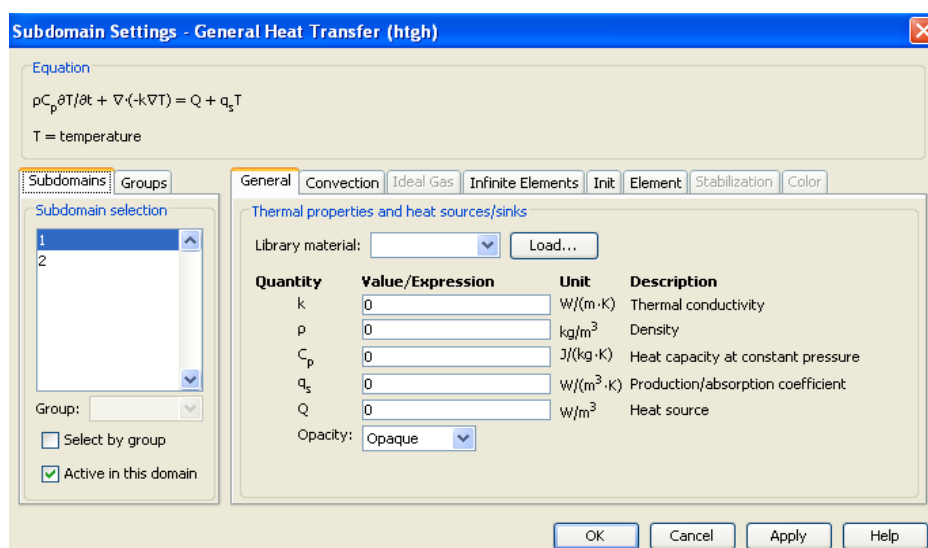 Subdomain Settings - General Heat Transfer (htgh)
Equation
ρCp∂T/∂t + ∇·(-k∇T) = Q + qsT
T = temperature
Subdomains Groups
Subdomain selection
1
2
Group:
Select by group
Active in this domain
General Convection Ideal Gas Infinite Elements Init Element Stabilization Color
Thermal properties and heat sources/sinks
Library material: Load...
Quantity Value/Expression Unit Description
k 0 W/(m·K) Thermal conductivity
ρ 0 kg/m³ Density
Cp 0 J/(kg·K) Heat capacity at constant pressure
qs 0 W/(m³·K) Production/absorption coefficient
Q 0 W/m³ Heat source
Opacity: Opaque
OK Cancel Apply Help